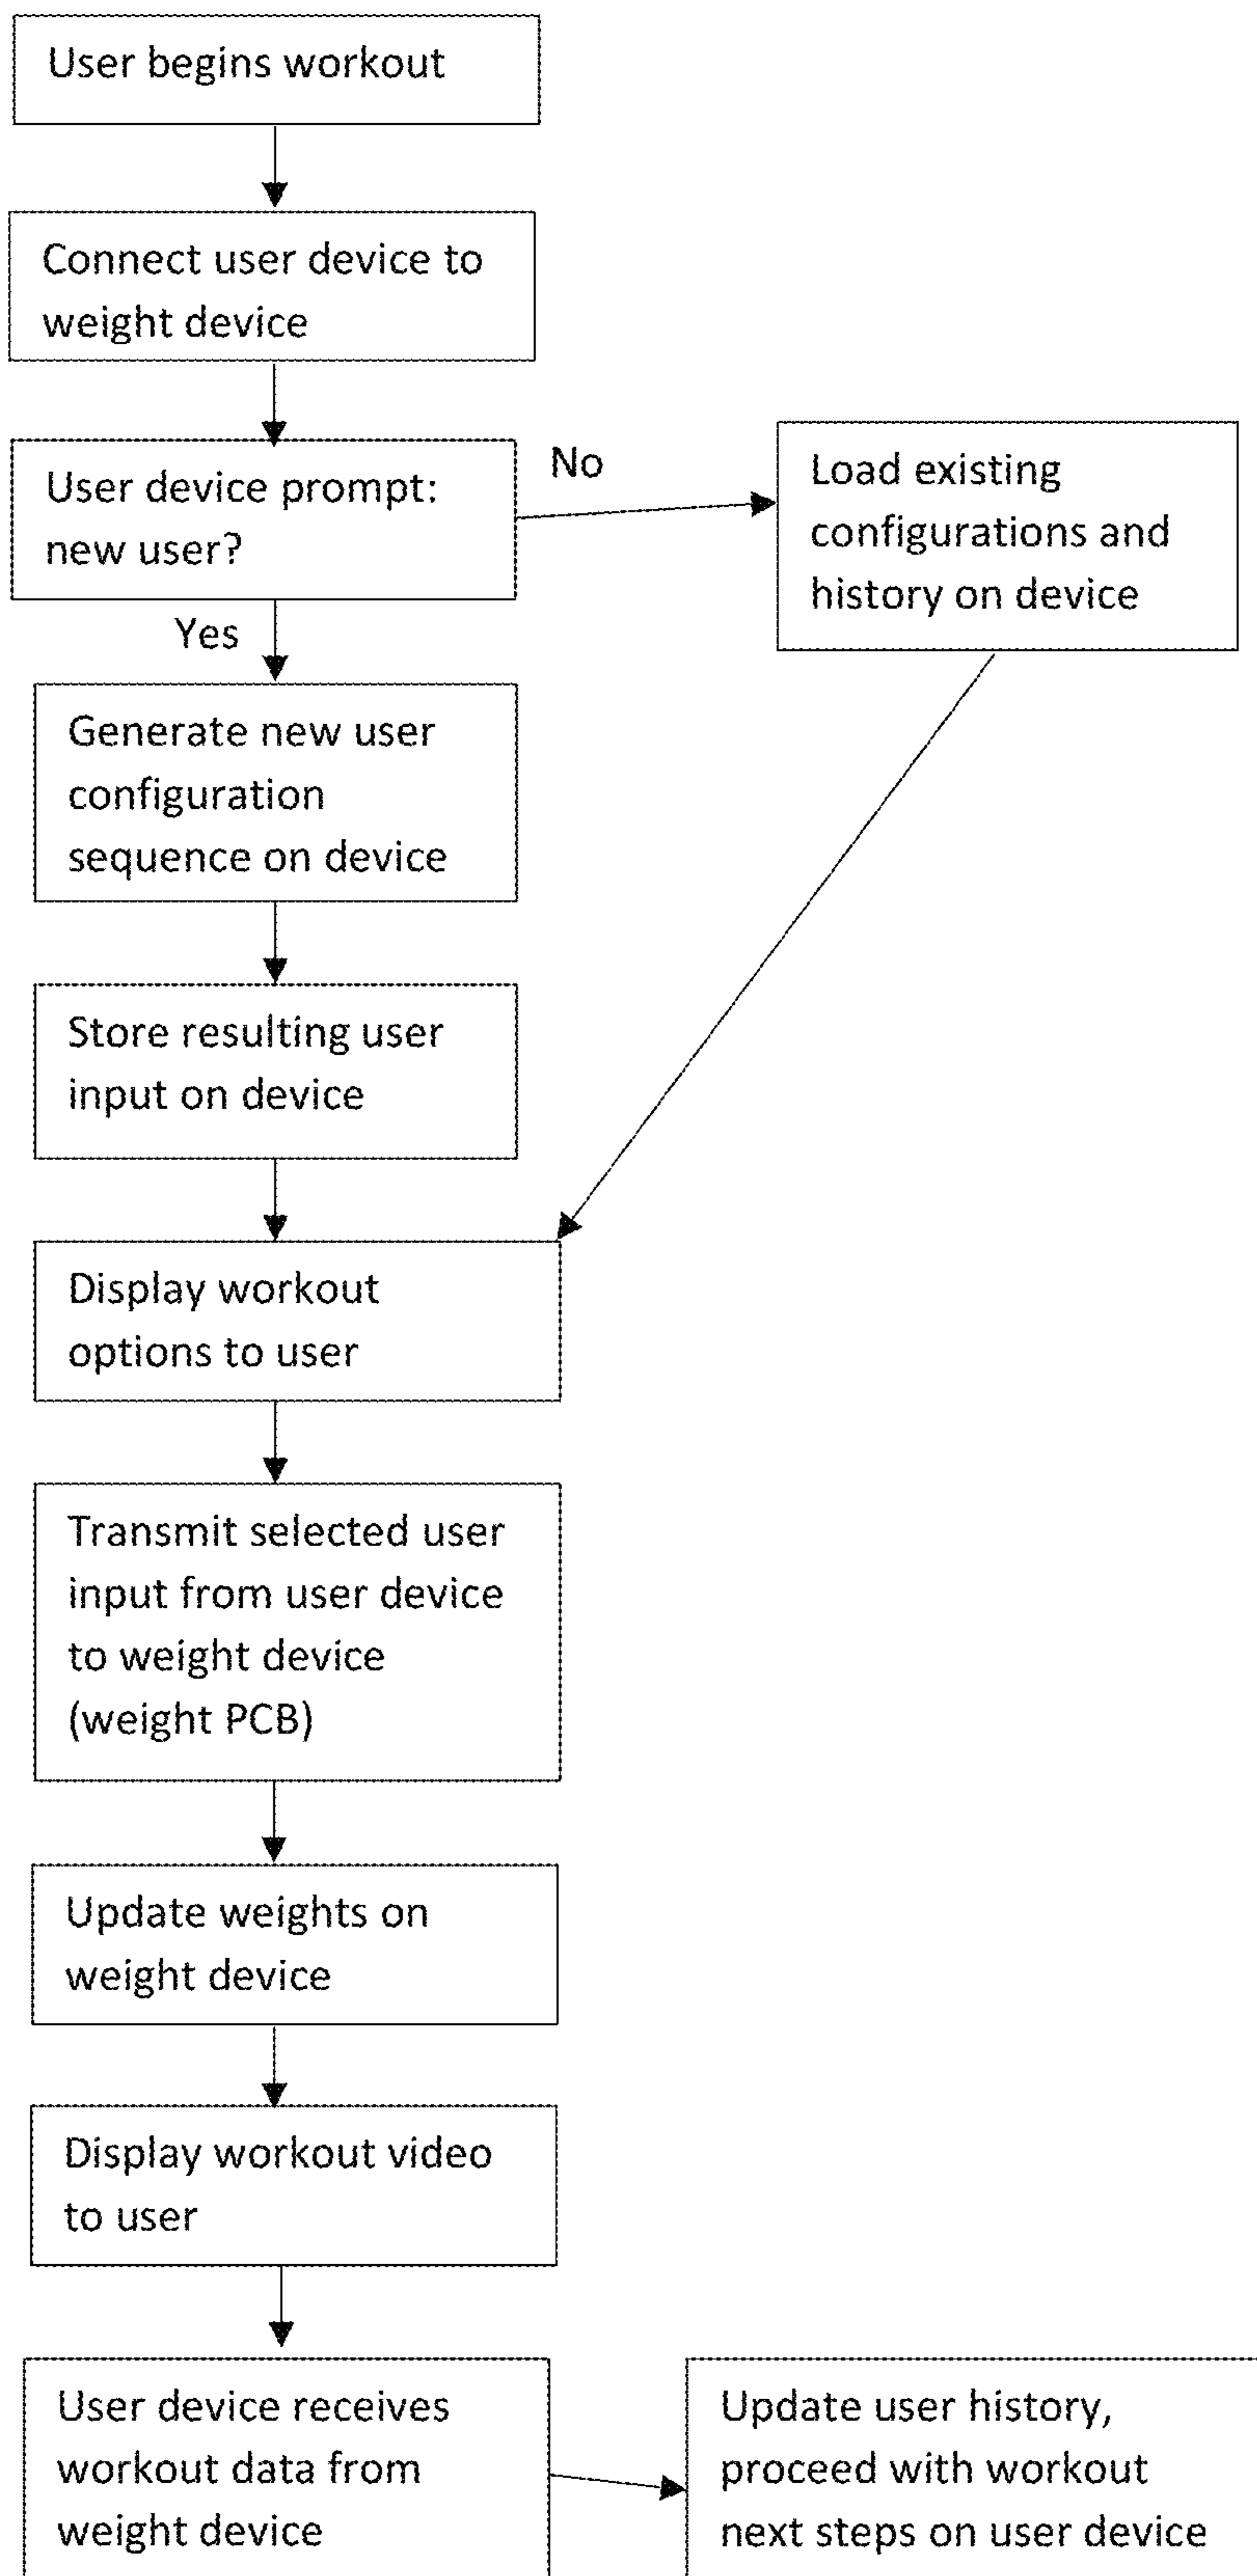 User begins workout
Connect user device to
weight device
User device prompt:
new user?
No
Load existing
configurations and
history on device
Yes
Generate new user
configuration
sequence on device
Store resulting user
input on device
Display workout
options to user
Transmit selected user
input from user device
to weight device
(weight PCB)
Update weights on
weight device
Display workout video
to user
User device receives
workout data from
weight device
Update user history,
proceed with workout
next steps on user device